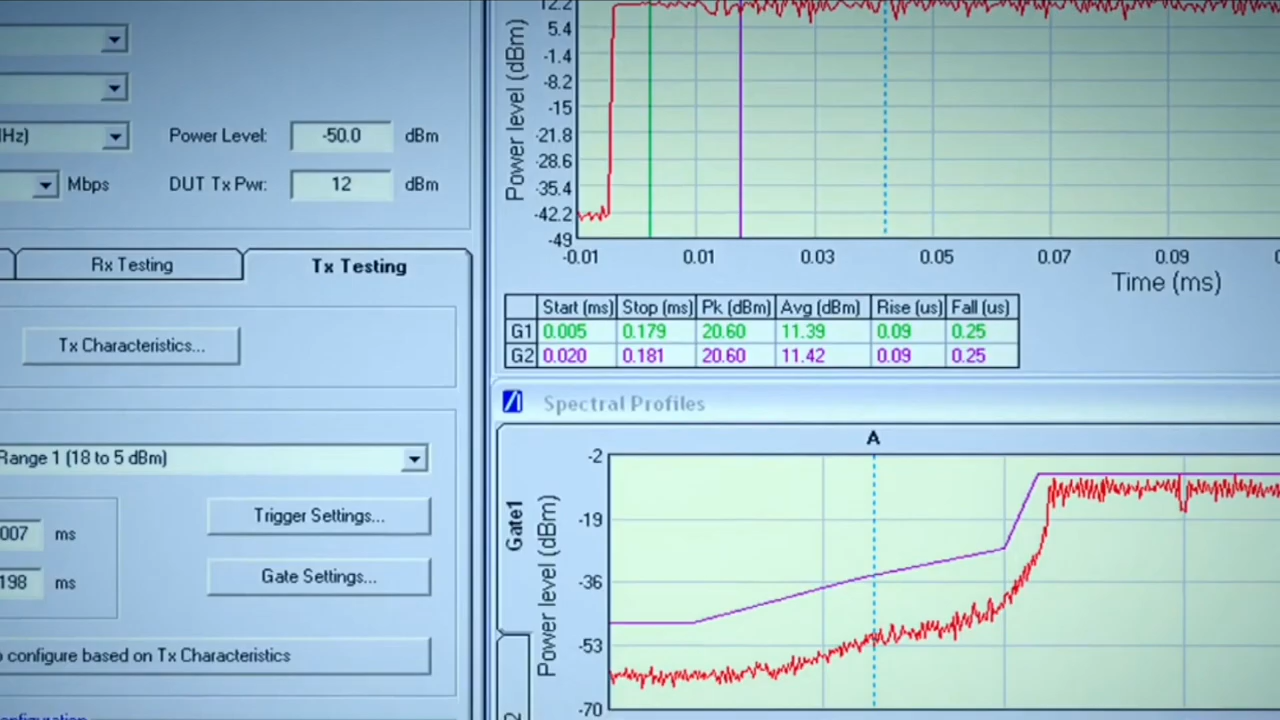 Hz)
Mbps
Power Level: -50.0 dBm
DUT Tx Pwr: 12 dBm
Rx Testing
Tx Testing
Tx Characteristics...
Range 1 (18 to 5 dBm)
007 ms
198 ms
Trigger Settings...
Gate Settings...
configure based on Tx Characteristics
Power level (dBm)
12.2
5.4
-1.4
-8.2
-15
-21.8
-28.6
-35.4
-42.2
-49
-0.01 0.01 0.03 0.05 0.07 0.09
Time (ms)
Start (ms) Stop (ms) Pk (dBm) Avg (dBm) Rise (us) Fall (us)
G1 0.005 0.179 20.60 11.39 0.09 0.25
G2 0.020 0.181 20.60 11.42 0.09 0.25
Spectral Profiles
A
Gate1
2
Power level (dBm)
-2
-19
-36
-53
-70